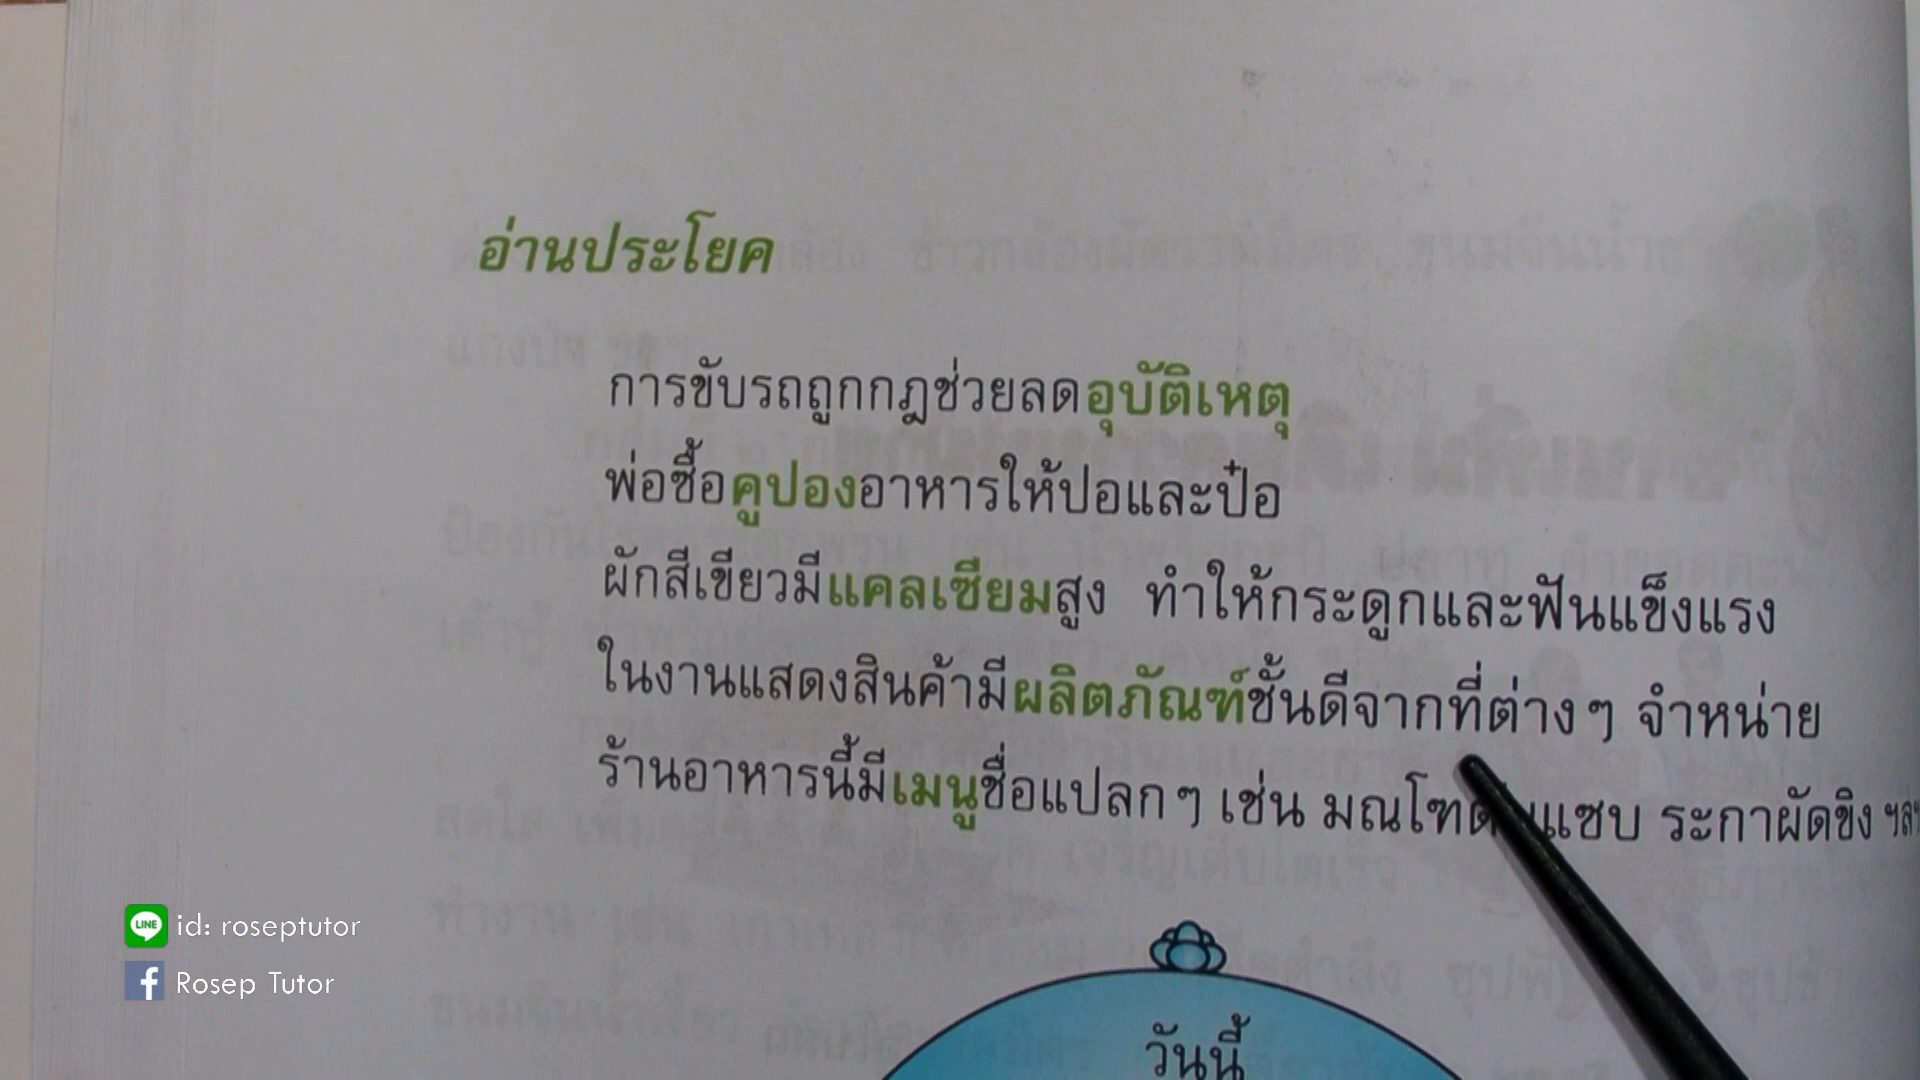 อ่านประโยค
การขับรถถูกกฎช่วยลดอุบัติเหตุ
พ่อซื้อคูปองอาหารให้ปอและป๋อ
ผักสีเขียวมีแคลเซียมสูง ทำให้กระดูกและฟันแข็งแรง
ในงานแสดงสินค้ามีผลิตภัณฑ์ชั้นดีจากที่ต่างๆ จำหน่าย
ร้านอาหารนี้มีเมนูชื่อแปลกๆ เช่น แซบ ระกาผัดขิง
LINE id: roseptutor
f Rosep Tutor
วันนี้